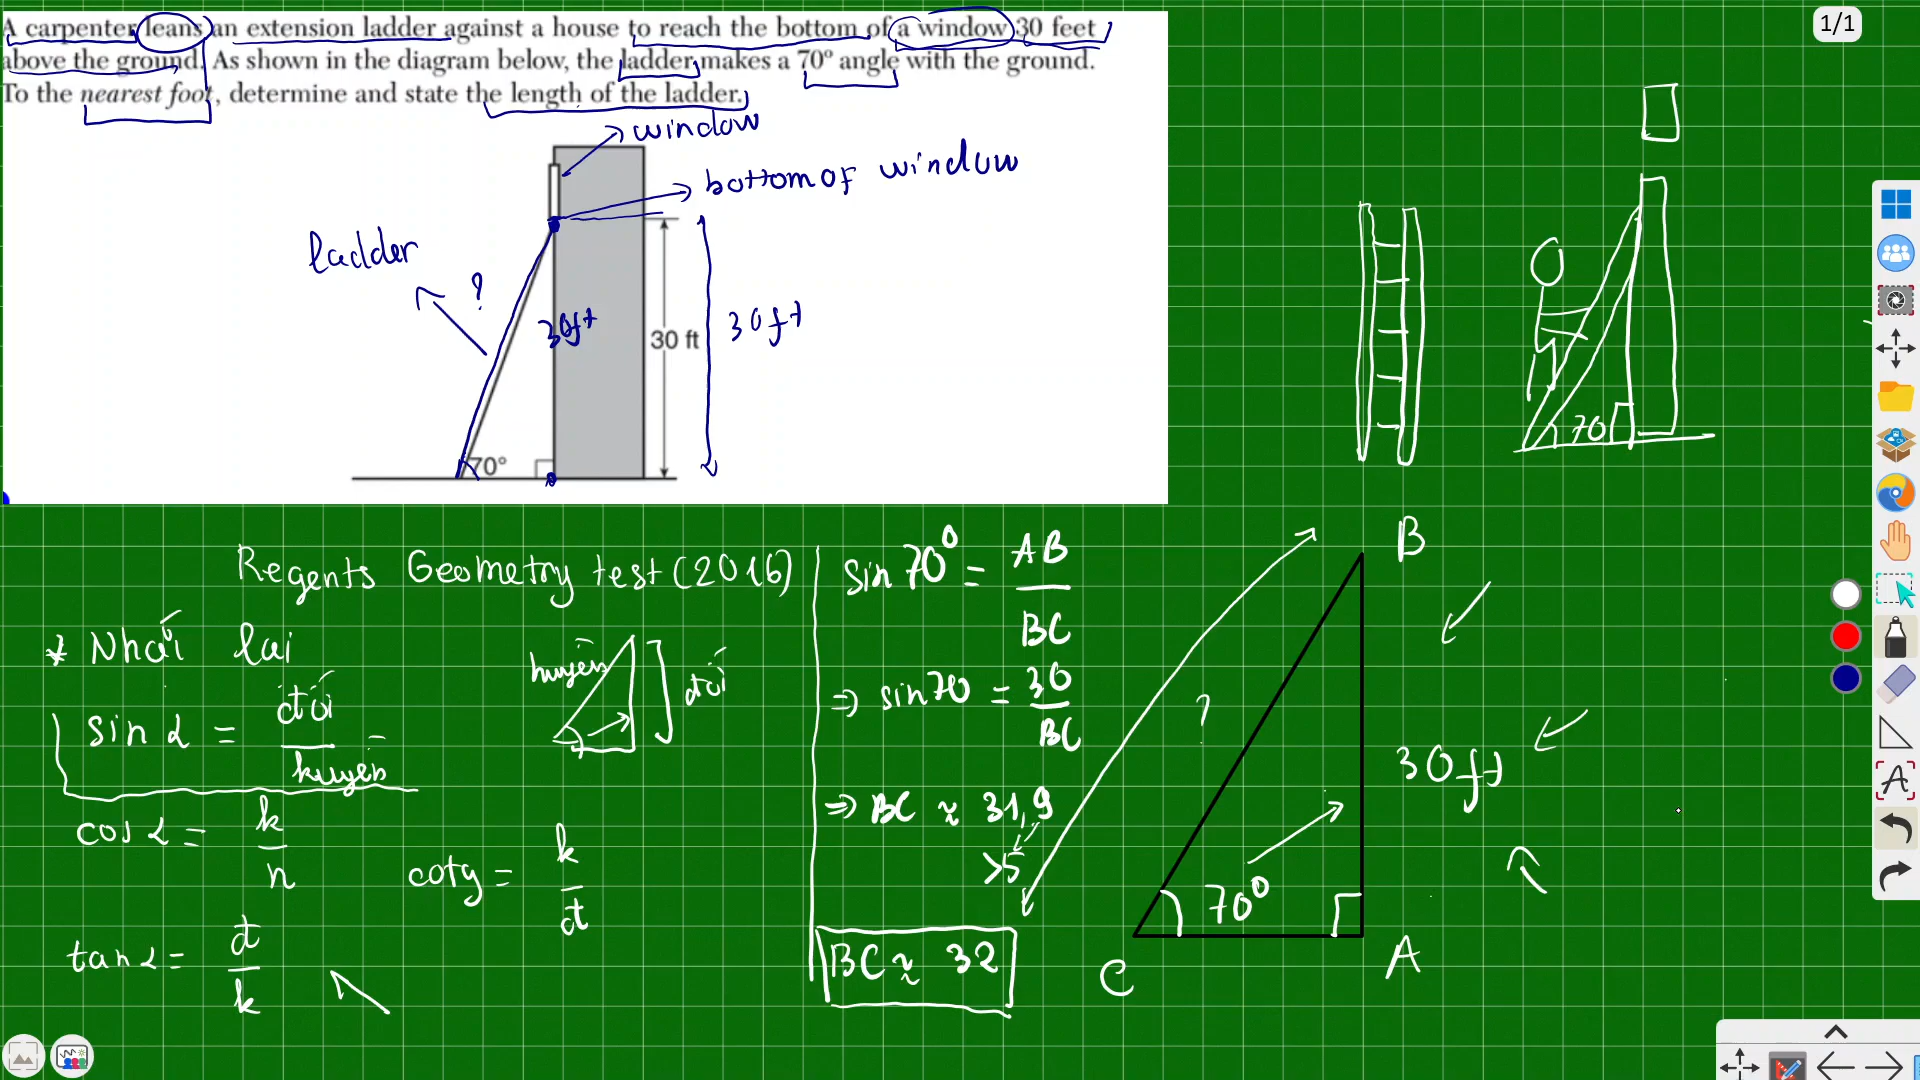 A carpenter leans an extension ladder against a house to reach the bottom of a window 30 feet
above the ground. As shown in the diagram below, the ladder makes a 70° angle with the ground.
To the nearest foot, determine and state the length of the ladder.
window
bottom of window
ladder
?
30ft
30 ft
30ft
70°
70
1/1
Regents Geometry test (2016)
* Nhắc lại
sin α = đối / huyền
huyền
đối
cos α = k / h
cotg = k / đ
tan α = đ / k
sin 70° = AB / BC
⇒ sin 70 = 30 / BC
⇒ BC ≈ 31,9
>5
BC ≈ 32
B
?
30ft
70°
C
A